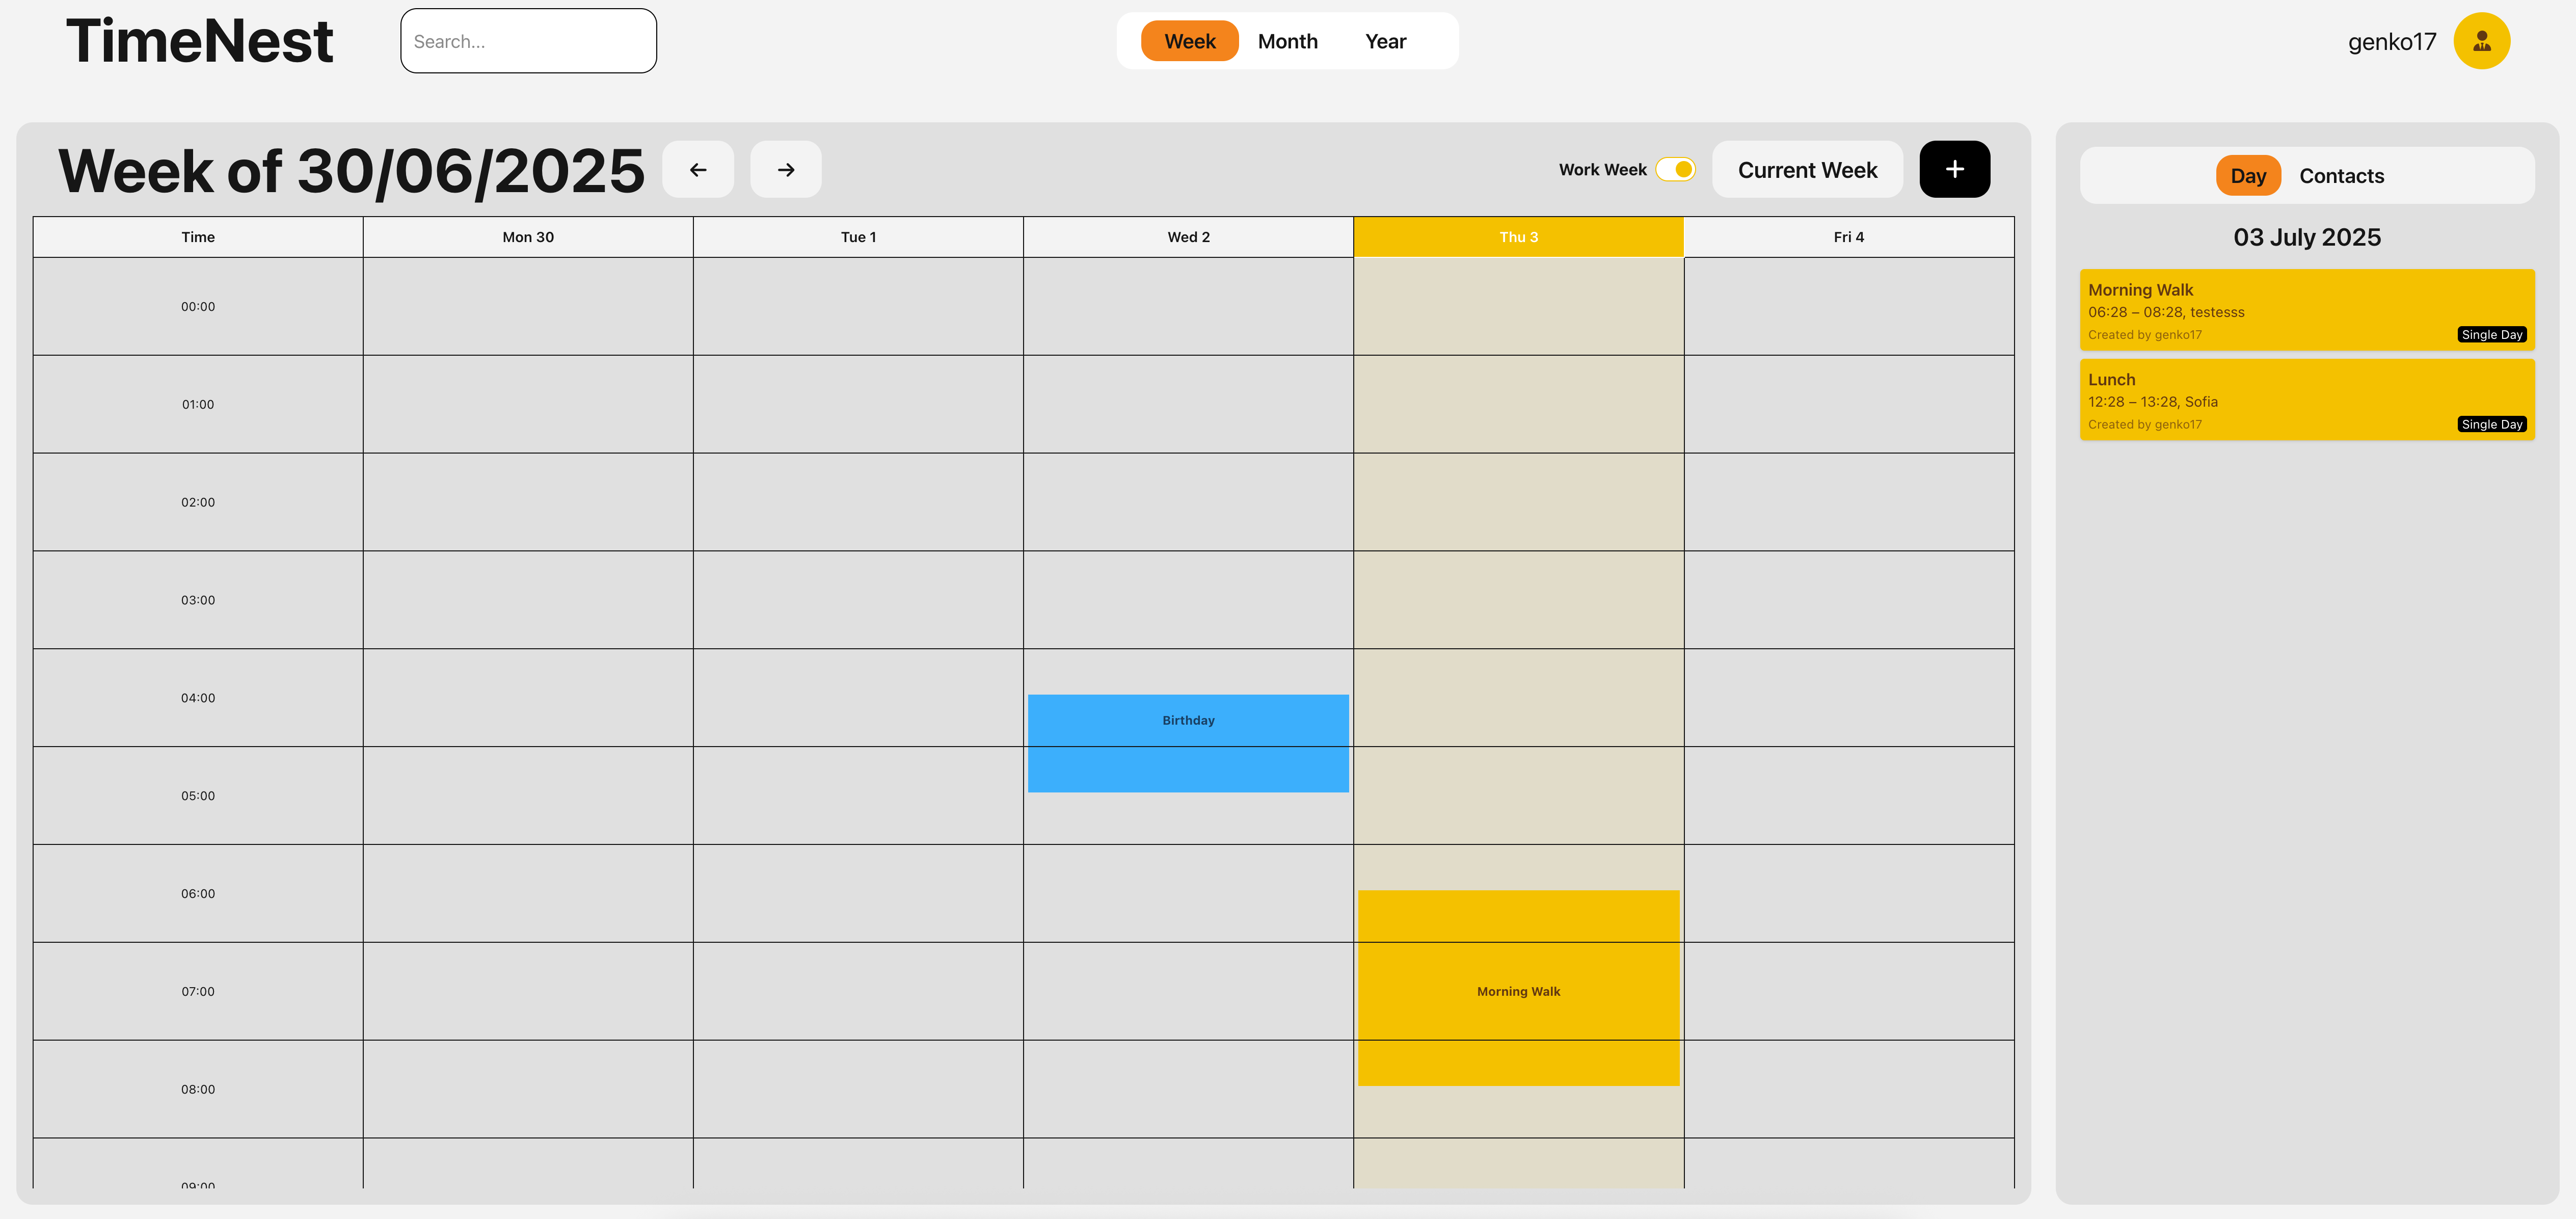 TimeNest
Search...
Week Month Year
genko17
Week of 30/06/2025
Work Week
Current Week
Day Contacts
Time Mon 30 Tue 1 Wed 2 Thu 3 Fri 4
00:00
01:00
02:00
03:00
04:00
Birthday
05:00
06:00
07:00
Morning Walk
08:00
09:00
03 July 2025
Morning Walk
06:28 – 08:28, testesss
Created by genko17
Single Day
Lunch
12:28 – 13:28, Sofia
Created by genko17
Single Day